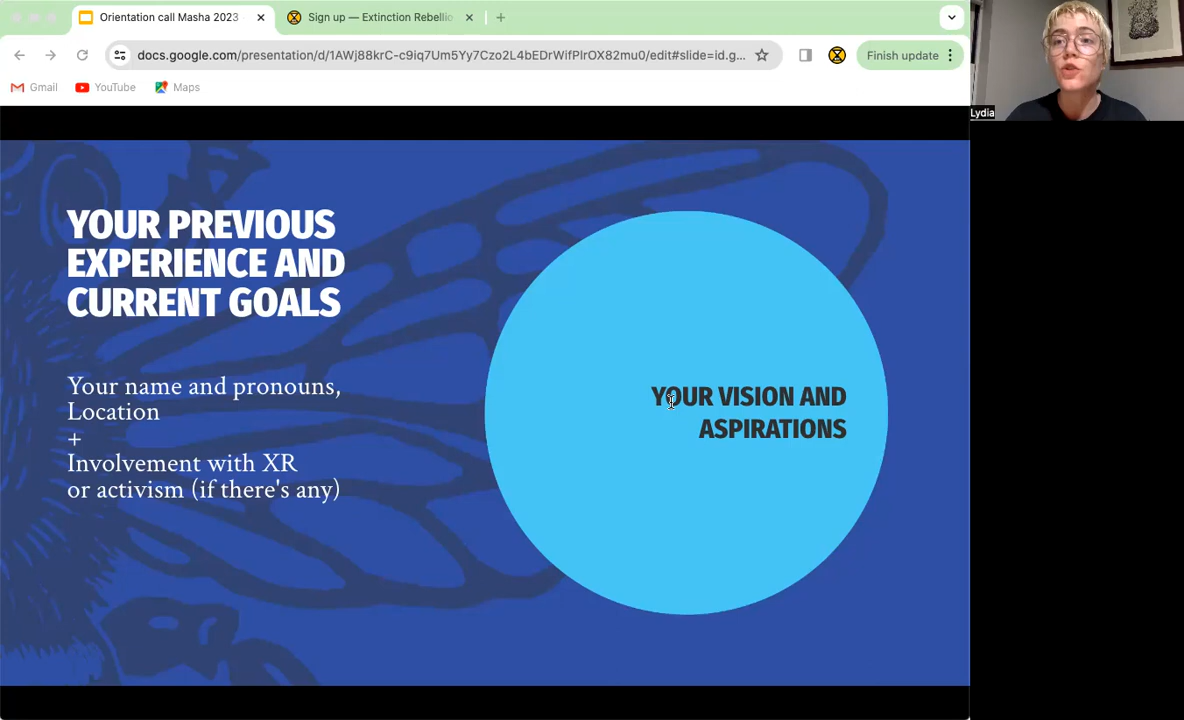 Orientation call Masha 2023
Sign up — Extinction Rebellio
docs.google.com/presentation/d/1AWj88krC-c9iq7Um5Yy7Czo2L4bEDrWifPlrOX82mu0/edit#slide=id.g...
Finish update
Gmail
YouTube
Maps
Lydia
YOUR PREVIOUS
EXPERIENCE AND
CURRENT GOALS
Your name and pronouns,
Location
+
Involvement with XR
or activism (if there's any)
YOUR VISION AND
ASPIRATIONS